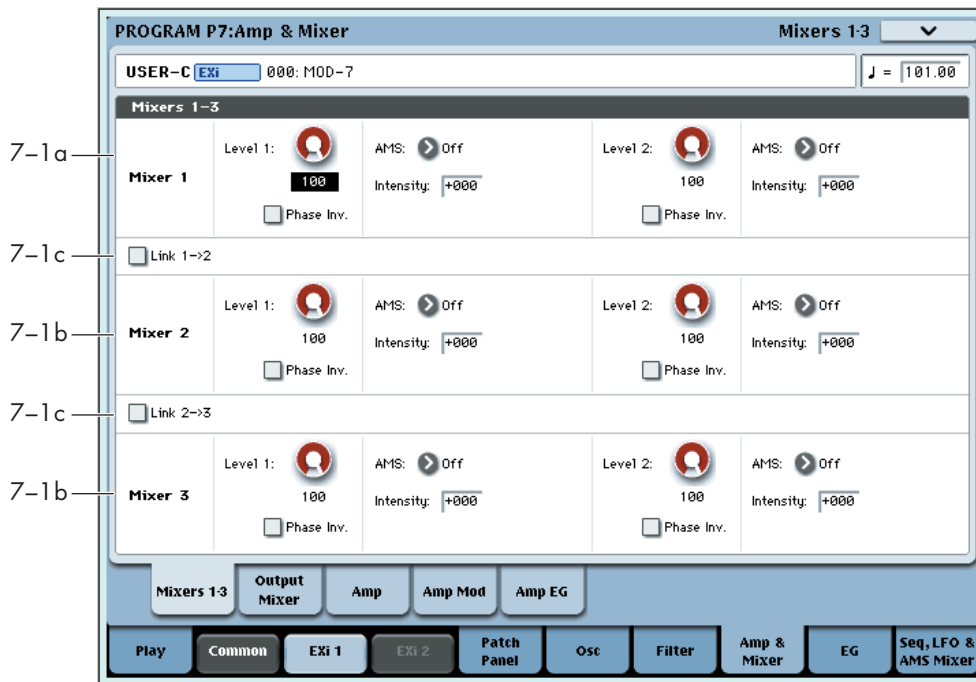 PROGRAM P7:Amp & Mixer Mixers 1-3
USER-C EXi 000: MOD-7 ♩ = 101.00
Mixers 1-3
7-1a
Mixer 1
Level 1: 100
Phase Inv.
AMS: Off
Intensity: +000
Level 2: 100
Phase Inv.
AMS: Off
Intensity: +000
7-1c
Link 1->2
7-1b
Mixer 2
Level 1: 100
Phase Inv.
AMS: Off
Intensity: +000
Level 2: 100
Phase Inv.
AMS: Off
Intensity: +000
7-1c
Link 2->3
7-1b
Mixer 3
Level 1: 100
Phase Inv.
AMS: Off
Intensity: +000
Level 2: 100
Phase Inv.
AMS: Off
Intensity: +000
Mixers 1-3 Output Mixer Amp Amp Mod Amp EG
Play Common EXi 1 EXi 2 Patch Panel Osc Filter Amp & Mixer EG Seq, LFO & AMS Mixer